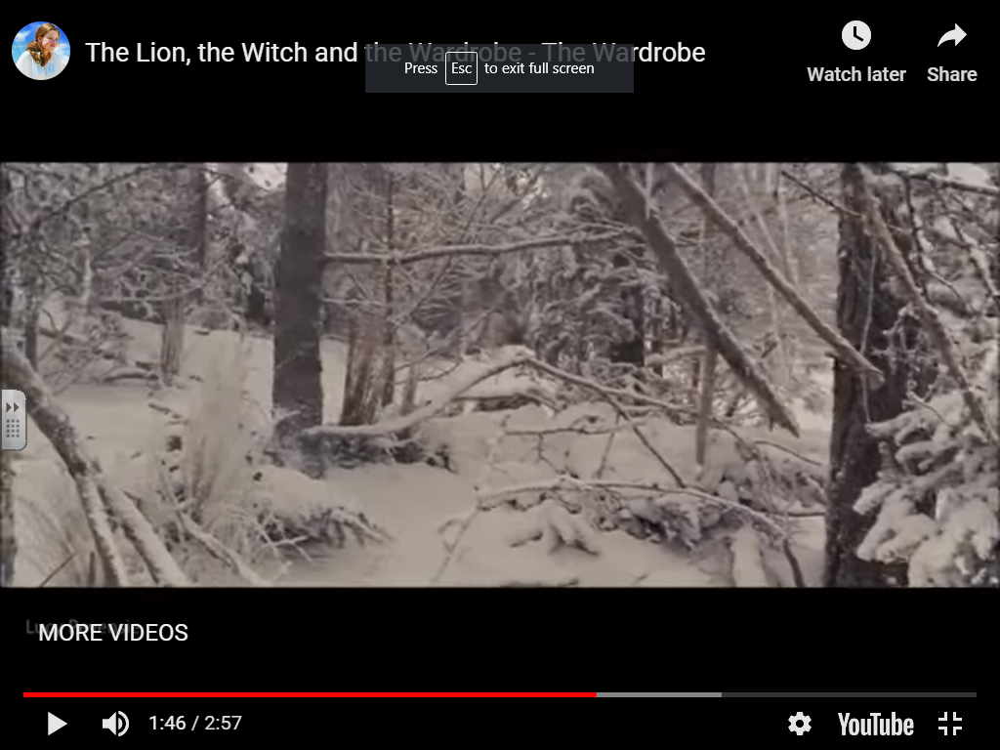 The Lion, the Witch and the Wardrobe - The Wardrobe
Press Esc to exit full screen
Watch later
Share
MORE VIDEOS
1:46 / 2:57
YouTube